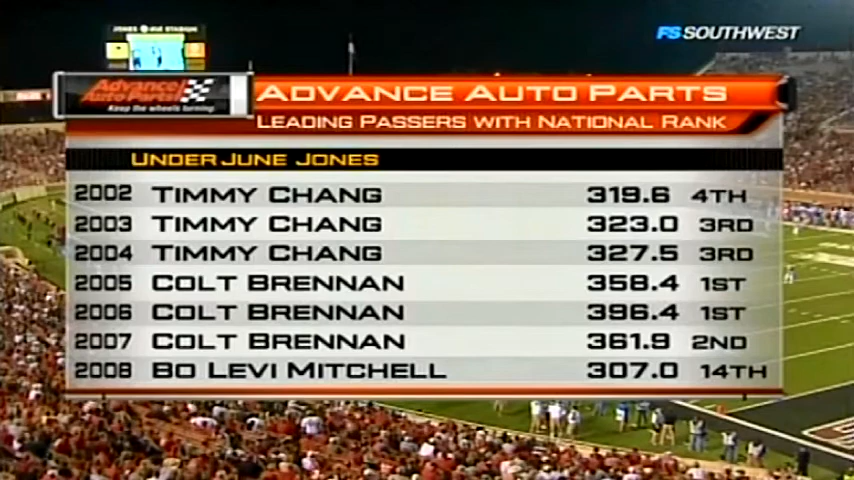 JONES AT&T STADIUM
FS SOUTHWEST
Advance Auto Parts
Keep the wheels turning
ADVANCE AUTO PARTS
LEADING PASSERS WITH NATIONAL RANK
UNDER JUNE JONES
2002 TIMMY CHANG 319.6 4TH
2003 TIMMY CHANG 323.0 3RD
2004 TIMMY CHANG 327.5 3RD
2005 COLT BRENNAN 358.4 1ST
2006 COLT BRENNAN 396.4 1ST
2007 COLT BRENNAN 361.9 2ND
2008 BO LEVI MITCHELL 307.0 14TH